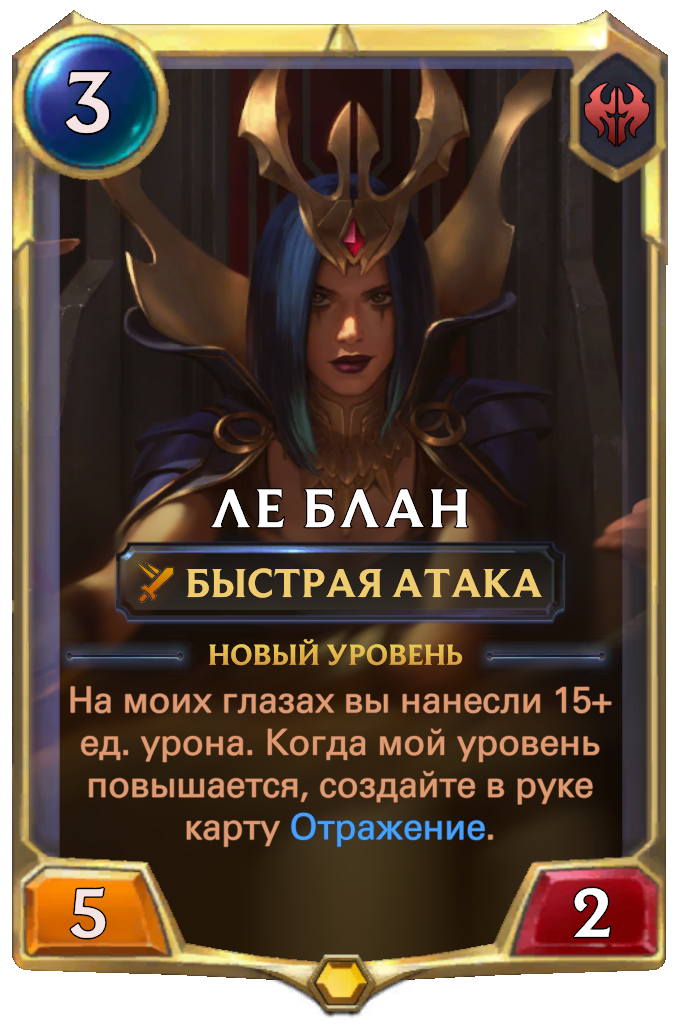 3
ЛЕ БЛАН
БЫСТРАЯ АТАКА
НОВЫЙ УРОВЕНЬ
На моих глазах вы нанесли 15+
ед. урона. Когда мой уровень
повышается, создайте в руке
карту Отражение.
5
2